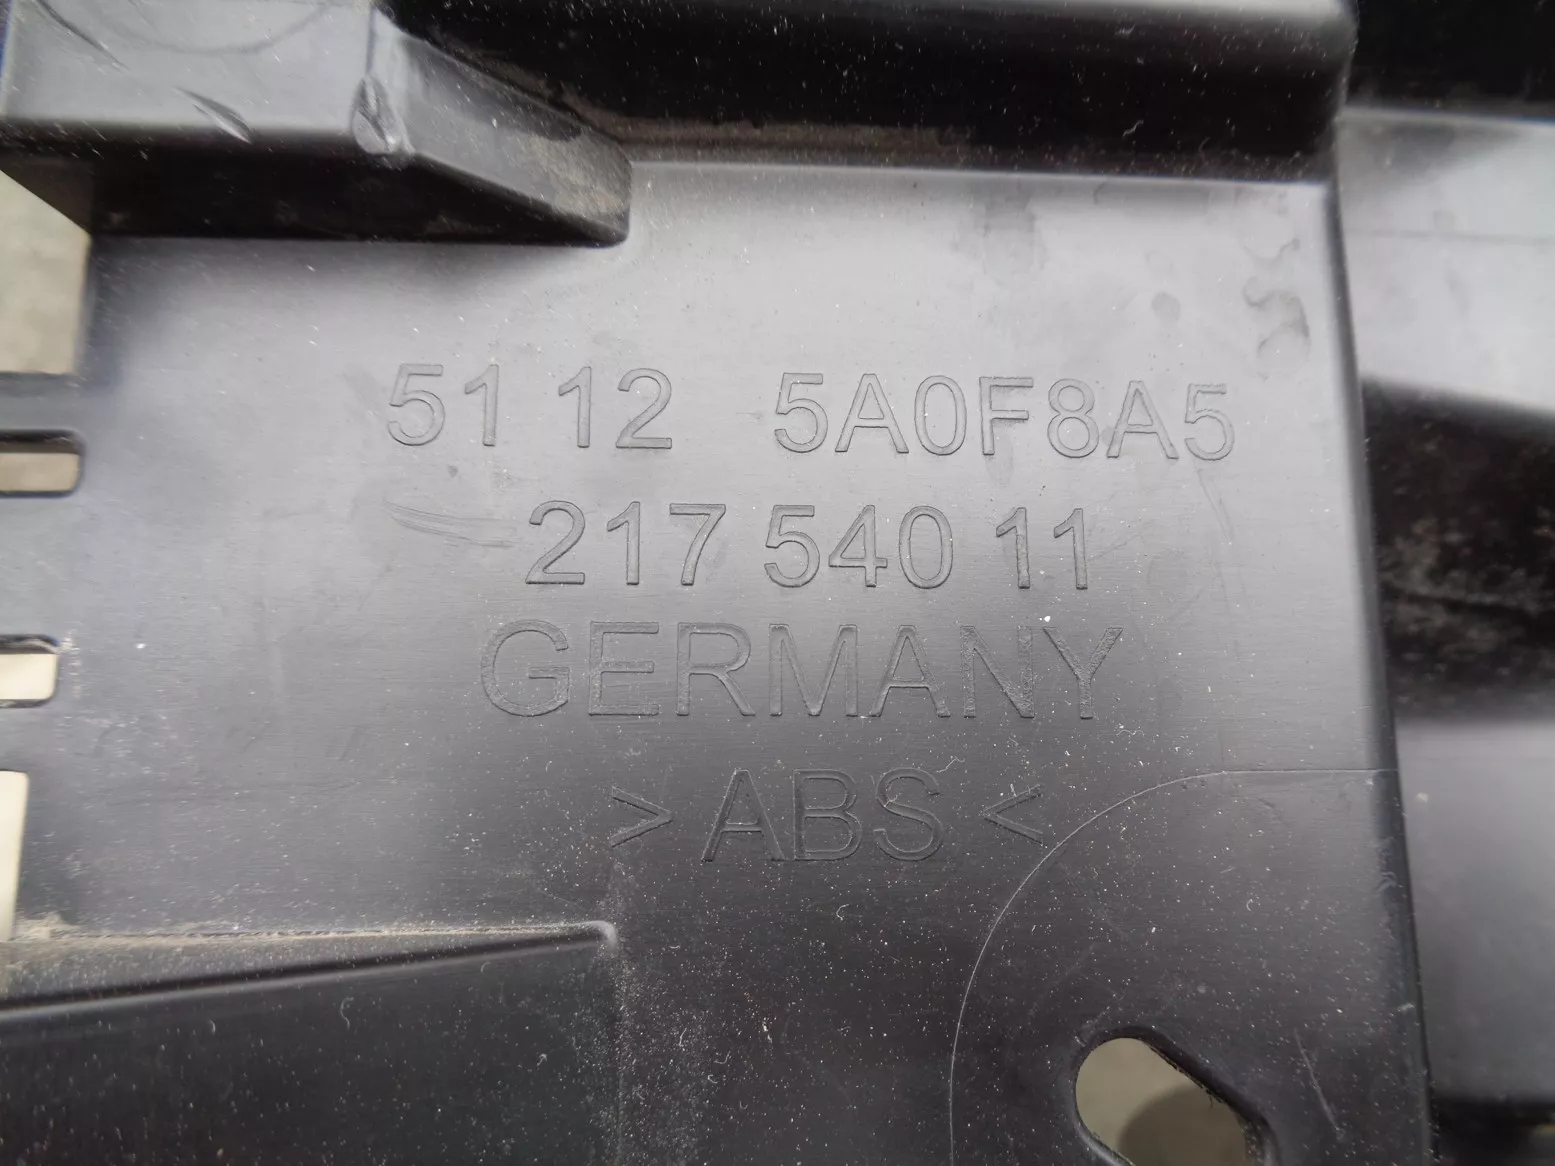 51 12 5A0F8A5
217 540 11
GERMANY
> ABS <